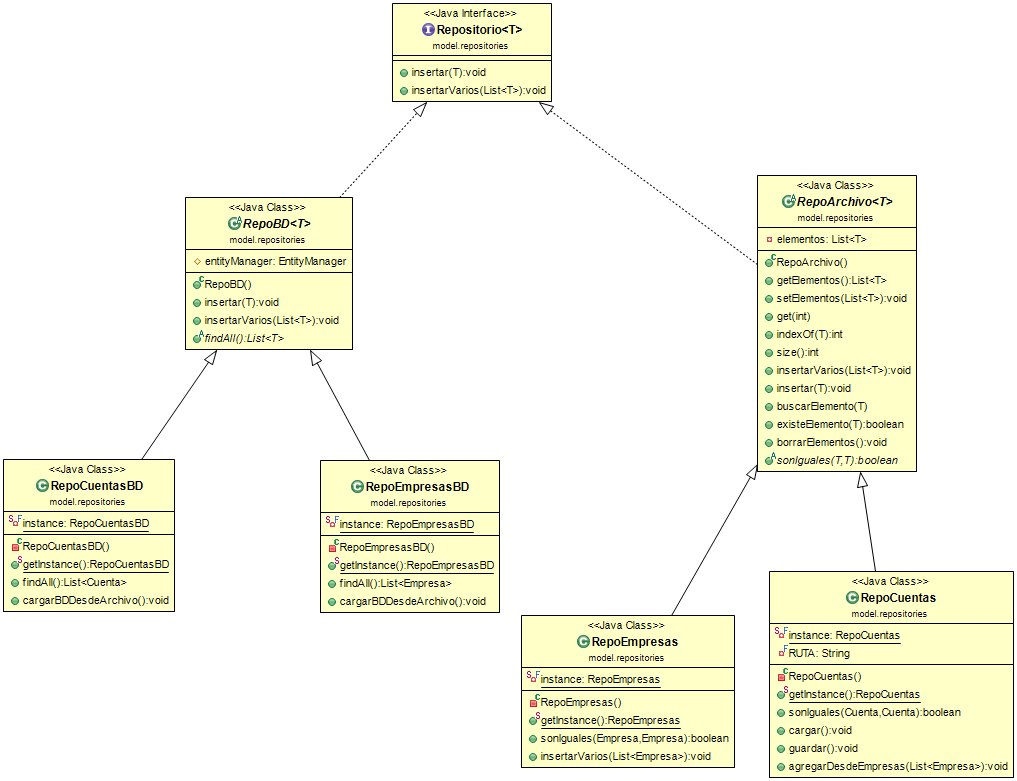 <<Java Interface>>
Repositorio<T>
model.repositories
insertar(T):void
insertarVarios(List<T>):void
<<Java Class>>
RepoBD<T>
model.repositories
entityManager: EntityManager
RepoBD()
insertar(T):void
insertarVarios(List<T>):void
findAll():List<T>
<<Java Class>>
RepoArchivo<T>
model.repositories
elementos: List<T>
RepoArchivo()
getElementos():List<T>
setElementos(List<T>):void
get(int)
indexOf(T):int
size():int
insertarVarios(List<T>):void
insertar(T):void
buscarElemento(T)
existeElemento(T):boolean
borrarElementos():void
sonIguales(T,T):boolean
<<Java Class>>
RepoCuentasBD
model.repositories
instance: RepoCuentasBD
RepoCuentasBD()
getInstance():RepoCuentasBD
findAll():List<Cuenta>
cargarBDDesdeArchivo():void
<<Java Class>>
RepoEmpresasBD
model.repositories
instance: RepoEmpresasBD
RepoEmpresasBD()
getInstance():RepoEmpresasBD
findAll():List<Empresa>
cargarBDDesdeArchivo():void
<<Java Class>>
RepoEmpresas
model.repositories
instance: RepoEmpresas
RepoEmpresas()
getInstance():RepoEmpresas
sonIguales(Empresa,Empresa):boolean
insertarVarios(List<Empresa>):void
<<Java Class>>
RepoCuentas
model.repositories
instance: RepoCuentas
RUTA: String
RepoCuentas()
getInstance():RepoCuentas
sonIguales(Cuenta,Cuenta):boolean
cargar():void
guardar():void
agregarDesdeEmpresas(List<Empresa>):void